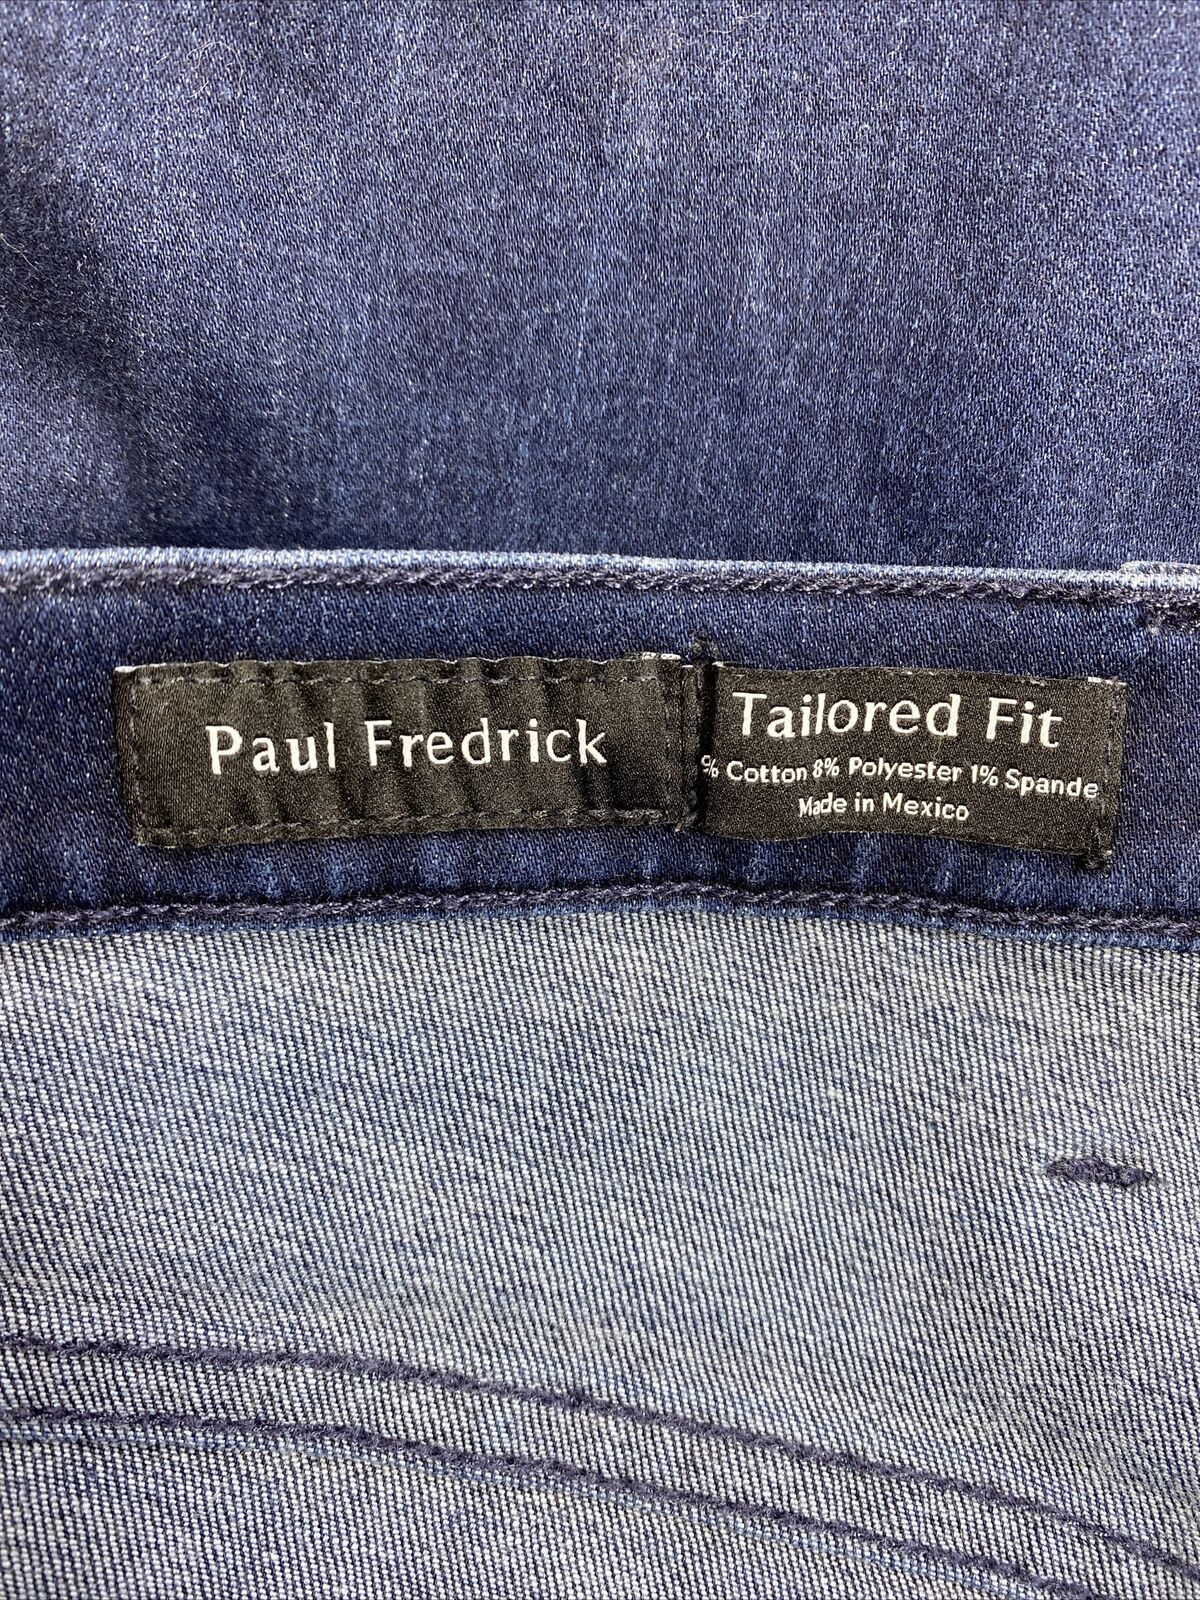 Paul Fredrick
Tailored Fit
% Cotton 8% Polyester 1% Spande
Made in Mexico